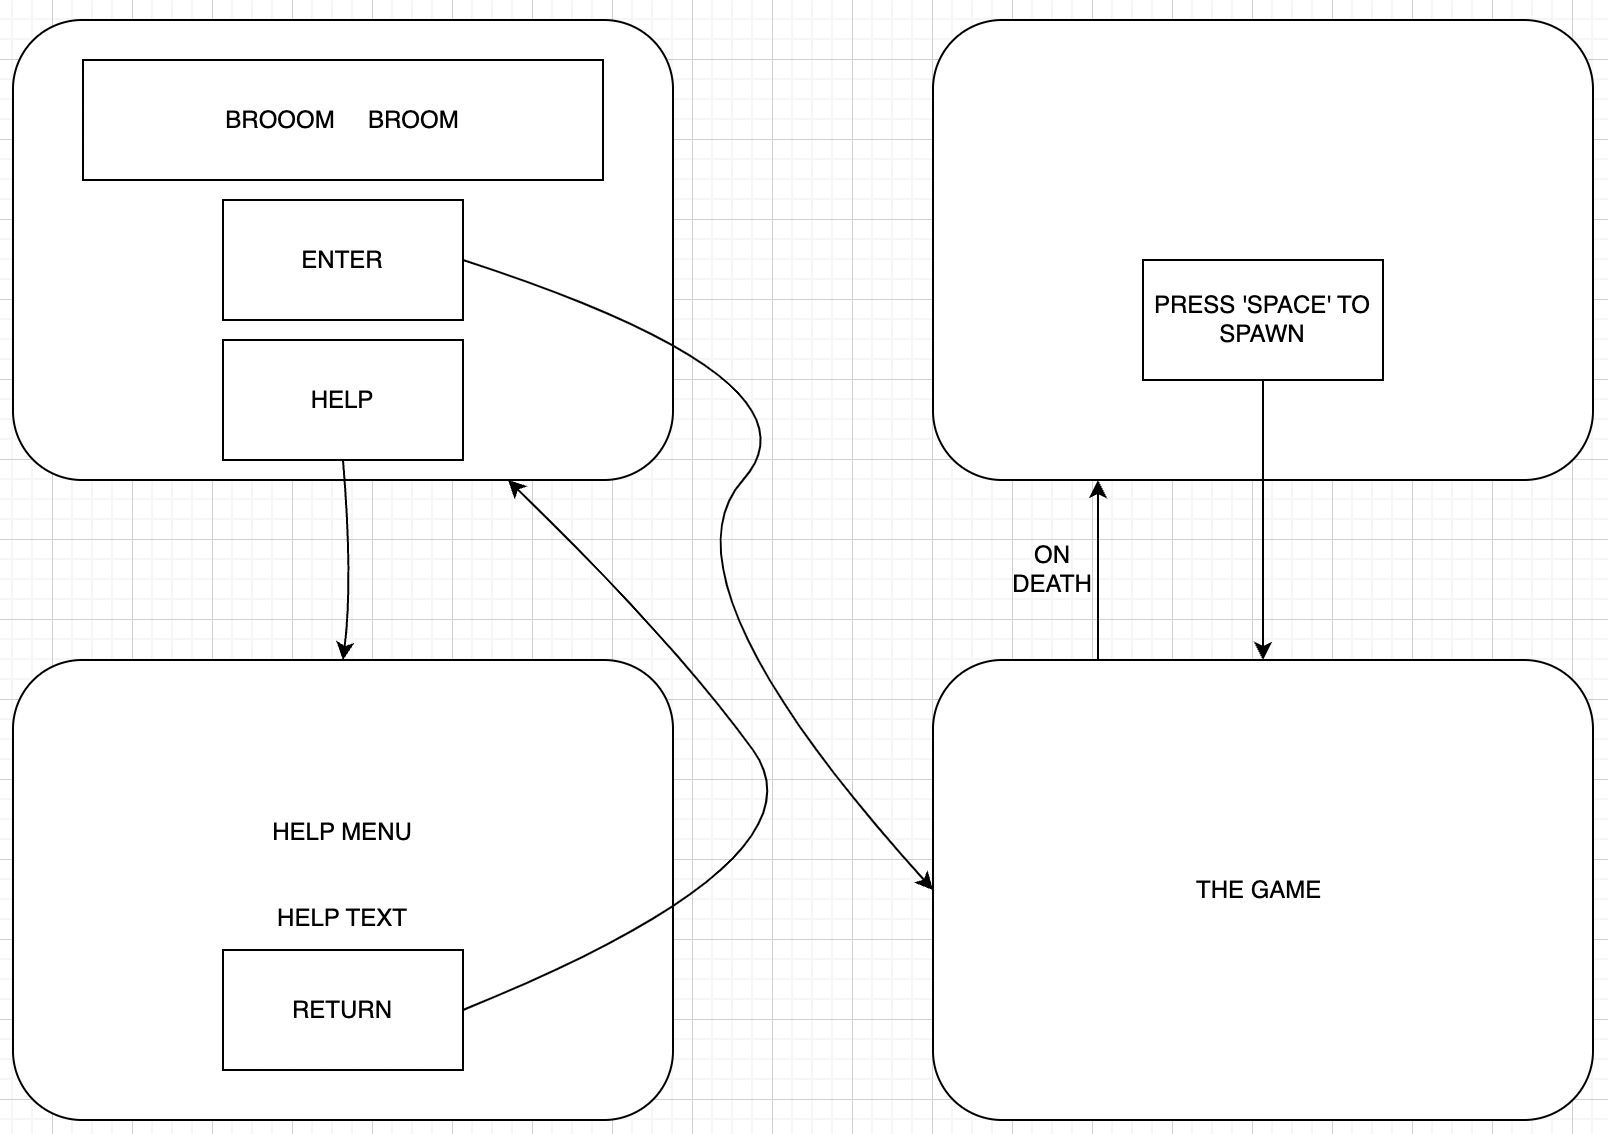 BROOOM BROOM
ENTER
HELP
PRESS 'SPACE' TO
SPAWN
ON
DEATH
HELP MENU
HELP TEXT
RETURN
THE GAME